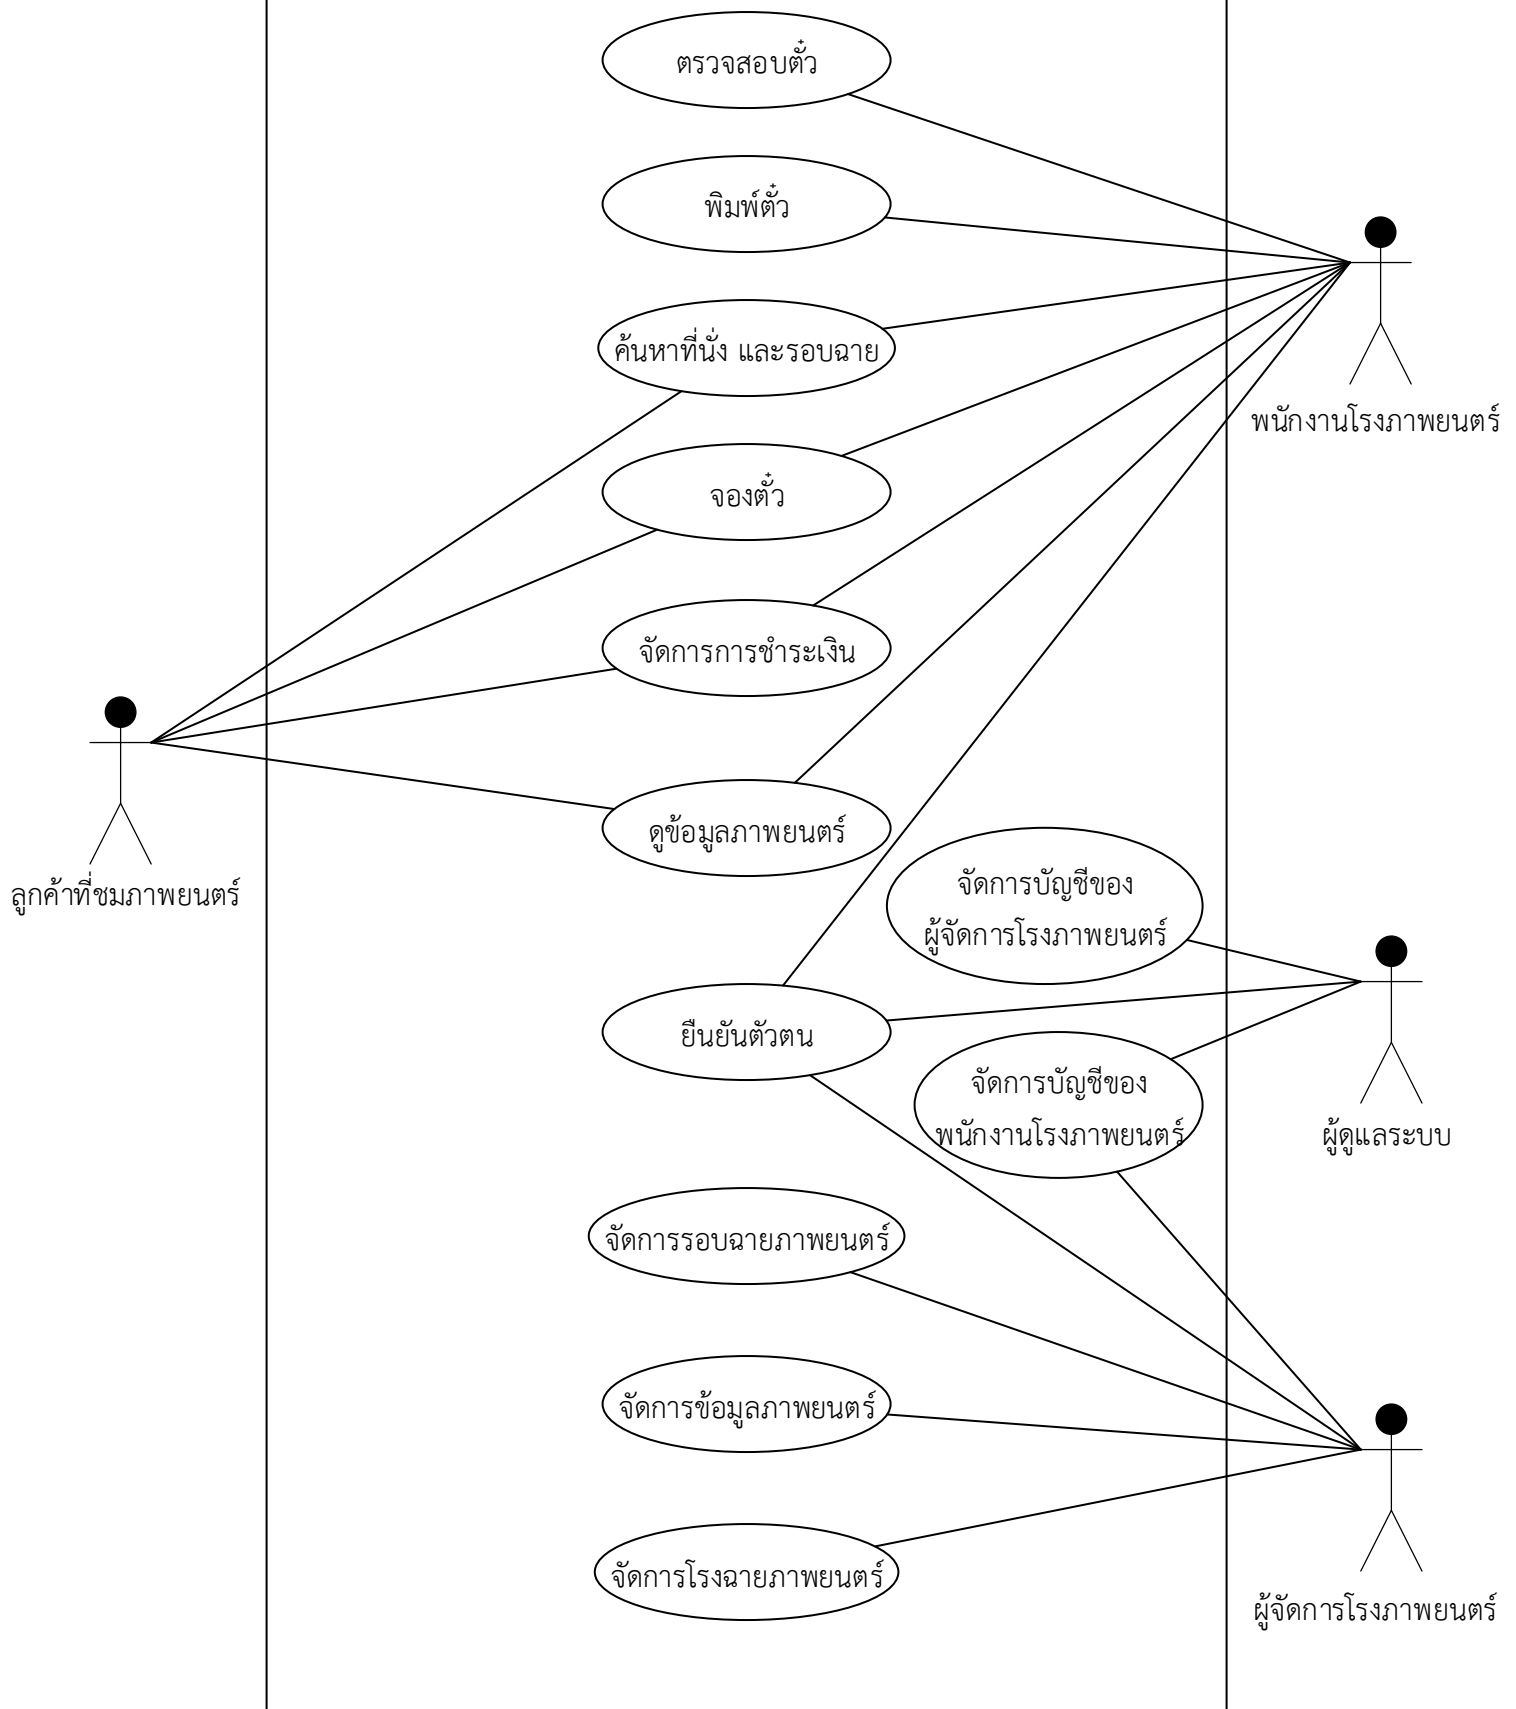 ตรวจสอบตั๋ว
พิมพ์ตั๋ว
ค้นหาที่นั่ง และรอบฉาย
พนักงานโรงภาพยนตร์
จองตั๋ว
จัดการการชำระเงิน
ดูข้อมูลภาพยนตร์
ลูกค้าที่ชมภาพยนตร์
จัดการบัญชีของ
ผู้จัดการโรงภาพยนตร์
ยืนยันตัวตน
จัดการบัญชีของ
พนักงานโรงภาพยนตร์
ผู้ดูแลระบบ
จัดการรอบฉายภาพยนตร์
จัดการข้อมูลภาพยนตร์
จัดการโรงฉายภาพยนตร์
ผู้จัดการโรงภาพยนตร์